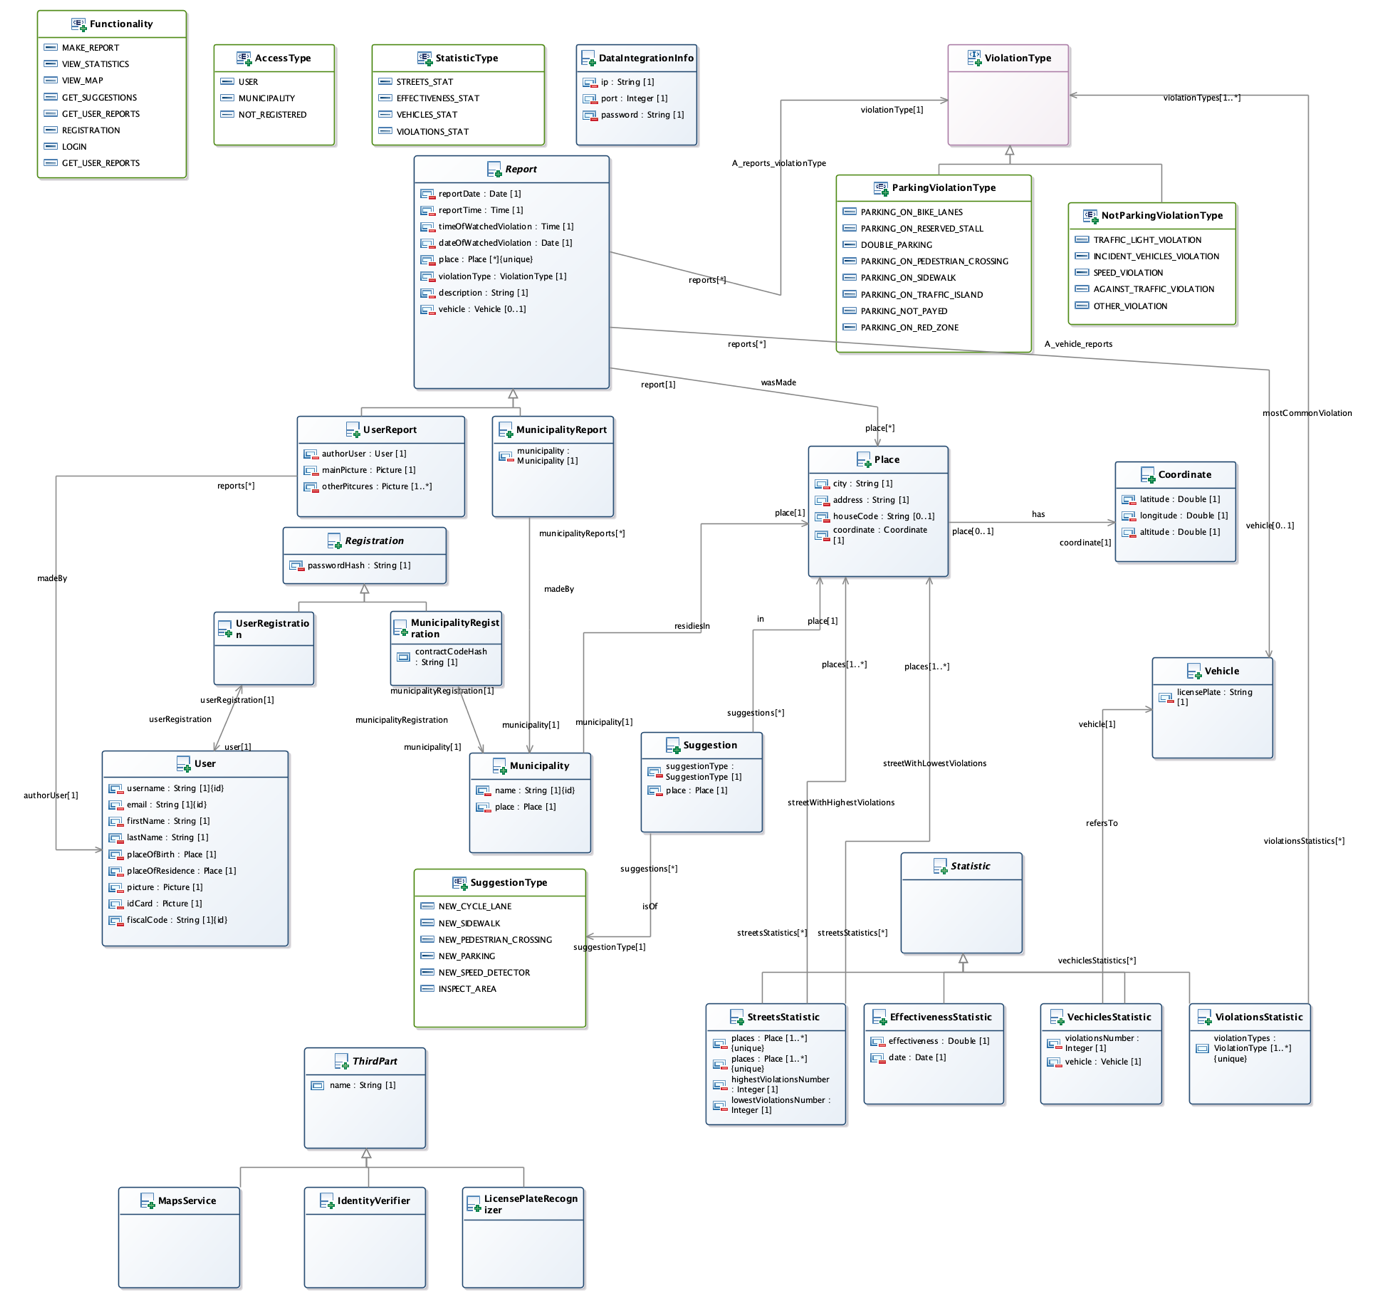 Functionality
MAKE_REPORT
VIEW_STATISTICS
VIEW_MAP
GET_SUGGESTIONS
GET_USER_REPORTS
REGISTRATION
LOGIN
GET_USER_REPORTS
AccessType
USER
MUNICIPALITY
NOT_REGISTERED
StatisticType
STREETS_STAT
EFFECTIVENESS_STAT
VEHICLES_STAT
VIOLATIONS_STAT
DataIntegrationInfo
ip : String [1]
port : Integer [1]
password : String [1]
ViolationType
violationType[1]
violationTypes[1..*]
A_reports_violationType
Report
reportDate : Date [1]
reportTime : Time [1]
timeOfWatchedViolation : Time [1]
dateOfWatchedViolation : Date [1]
place : Place [*]{unique}
violationType : ViolationType [1]
description : String [1]
vehicle : Vehicle [0..1]
reports[*]
ParkingViolationType
PARKING_ON_BIKE_LANES
PARKING_ON_RESERVED_STALL
DOUBLE_PARKING
PARKING_ON_PEDESTRIAN_CROSSING
PARKING_ON_SIDEWALK
PARKING_ON_TRAFFIC_ISLAND
PARKING_NOT_PAYED
PARKING_ON_RED_ZONE
NotParkingViolationType
TRAFFIC_LIGHT_VIOLATION
INCIDENT_VEHICLES_VIOLATION
SPEED_VIOLATION
AGAINST_TRAFFIC_VIOLATION
OTHER_VIOLATION
reports[*]
A_vehicle_reports
report[1]
wasMade
place[*]
mostCommonViolation
UserReport
authorUser : User [1]
mainPicture : Picture [1]
otherPitcures : Picture [1..*]
MunicipalityReport
municipality :
Municipality [1]
reports[*]
municipalityReports[*]
madeBy
madeBy
Place
city : String [1]
address : String [1]
houseCode : String [0..1]
coordinate : Coordinate
[1]
place[1]
has
place[0..1]
coordinate[1]
Coordinate
latitude : Double [1]
longitude : Double [1]
altitude : Double [1]
vehicle[0..1]
Registration
passwordHash : String [1]
UserRegistratio
n
MunicipalityRegist
ration
contractCodeHash
: String [1]
userRegistration[1]
userRegistration
user[1]
municipalityRegistration[1]
municipalityRegistration
municipality[1]
municipality[1]
municipality[1]
residiesIn
in
place[1]
places[1..*]
places[1..*]
suggestions[*]
Vehicle
licensePlate : String
[1]
vehicle[1]
refersTo
User
username : String [1]{id}
email : String [1]{id}
firstName : String [1]
lastName : String [1]
placeOfBirth : Place [1]
placeOfResidence : Place [1]
picture : Picture [1]
idCard : Picture [1]
fiscalCode : String [1]{id}
authorUser[1]
Municipality
name : String [1]{id}
place : Place [1]
Suggestion
suggestionType :
SuggestionType [1]
place : Place [1]
streetWithLowestViolations
streetWithHighestViolations
violationsStatistics[*]
suggestions[*]
isOf
suggestionType[1]
SuggestionType
NEW_CYCLE_LANE
NEW_SIDEWALK
NEW_PEDESTRIAN_CROSSING
NEW_PARKING
NEW_SPEED_DETECTOR
INSPECT_AREA
Statistic
streetsStatistics[*]
streetsStatistics[*]
vechiclesStatistics[*]
StreetsStatistic
places : Place [1..*]
{unique}
places : Place [1..*]
{unique}
highestViolationsNumber
: Integer [1]
lowestViolationsNumber :
Integer [1]
EffectivenessStatistic
effectiveness : Double [1]
date : Date [1]
VechiclesStatistic
violationsNumber :
Integer [1]
vehicle : Vehicle [1]
ViolationsStatistic
violationTypes :
ViolationType [1..*]
{unique}
ThirdPart
name : String [1]
MapsService
IdentityVerifier
LicensePlateRecogn
izer